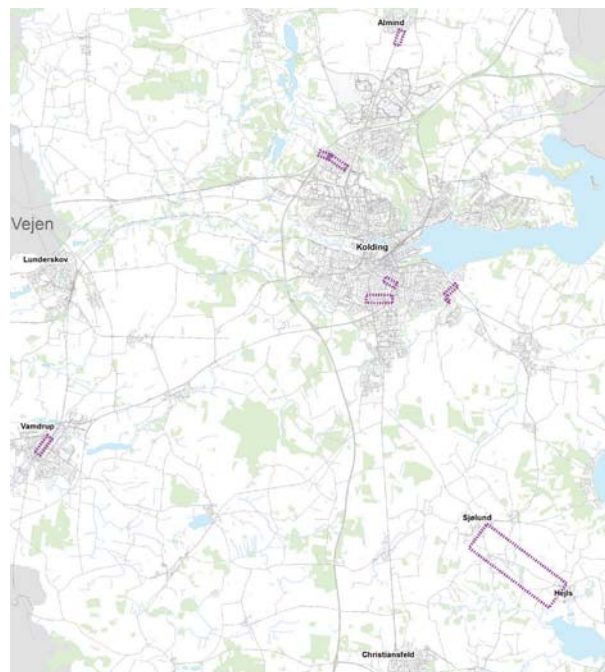 Almind
Vejen
Kolding
Lunderskov
Vamdrup
Sjølund
Hejls
Christiansfeld